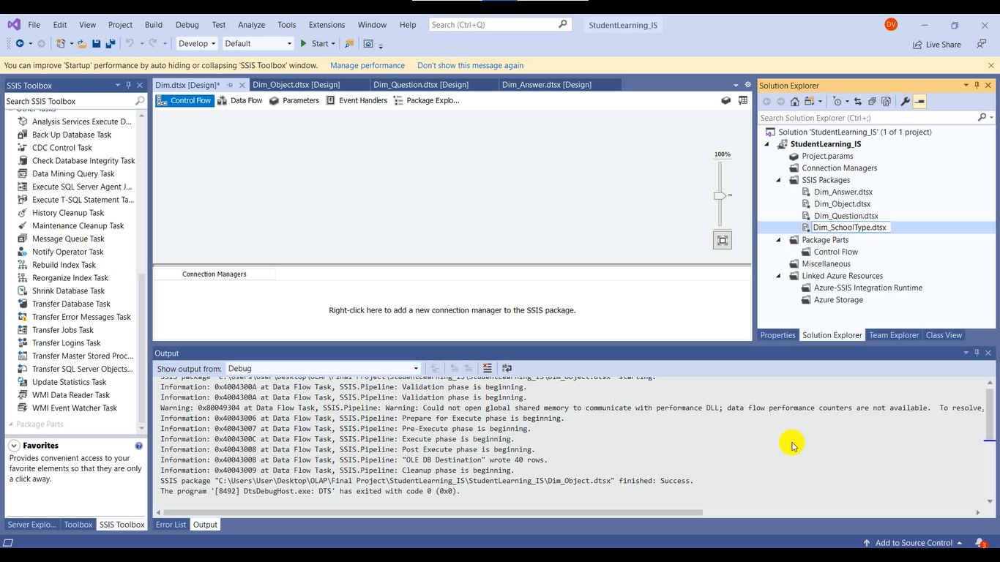 File Edit View Project Build Debug Test Analyze Tools Extensions Window Help Search (Ctrl+Q) StudentLearning_IS DV
Develop Default Start Live Share
You can improve 'Startup' performance by auto hiding or collapsing 'SSIS Toolbox' window. Manage performance Don't show this message again
SSIS Toolbox
Search SSIS Toolbox
Other Tasks
Analysis Services Execute D...
Back Up Database Task
CDC Control Task
Check Database Integrity Task
Data Mining Query Task
Execute SQL Server Agent J...
Execute T-SQL Statement Ta...
History Cleanup Task
Maintenance Cleanup Task
Message Queue Task
Notify Operator Task
Rebuild Index Task
Reorganize Index Task
Shrink Database Task
Transfer Database Task
Transfer Error Messages Task
Transfer Jobs Task
Transfer Logins Task
Transfer Master Stored Proc...
Transfer SQL Server Objects...
Update Statistics Task
WMI Data Reader Task
WMI Event Watcher Task
Package Parts
Favorites
Provides convenient access to your
favorite elements so that they are only
a click away.
Server Explo... Toolbox SSIS Toolbox
Dim.dtsx [Design]* Dim_Object.dtsx [Design] Dim_Question.dtsx [Design] Dim_Answer.dtsx [Design]
Control Flow Data Flow Parameters Event Handlers Package Explo...
100%
Connection Managers
Right-click here to add a new connection manager to the SSIS package.
Output
Show output from: Debug
SSIS package "C:\Users\User\Desktop\OLAP\Final Project\StudentLearning_IS\StudentLearning_IS\Dim_Object.dtsx" starting.
Information: 0x4004300A at Data Flow Task, SSIS.Pipeline: Validation phase is beginning.
Information: 0x4004300A at Data Flow Task, SSIS.Pipeline: Validation phase is beginning.
Warning: 0x80049304 at Data Flow Task, SSIS.Pipeline: Warning: Could not open global shared memory to communicate with performance DLL; data flow performance counters are not available. To resolve,
Information: 0x40043006 at Data Flow Task, SSIS.Pipeline: Prepare for Execute phase is beginning.
Information: 0x40043007 at Data Flow Task, SSIS.Pipeline: Pre-Execute phase is beginning.
Information: 0x4004300C at Data Flow Task, SSIS.Pipeline: Execute phase is beginning.
Information: 0x40043008 at Data Flow Task, SSIS.Pipeline: Post Execute phase is beginning.
Information: 0x4004300B at Data Flow Task, SSIS.Pipeline: "OLE DB Destination" wrote 40 rows.
Information: 0x40043009 at Data Flow Task, SSIS.Pipeline: Cleanup phase is beginning.
SSIS package "C:\Users\User\Desktop\OLAP\Final Project\StudentLearning_IS\StudentLearning_IS\Dim_Object.dtsx" finished: Success.
The program '[8492] DtsDebugHost.exe: DTS' has exited with code 0 (0x0).
Error List Output
Solution Explorer
Search Solution Explorer (Ctrl+;)
Solution 'StudentLearning_IS' (1 of 1 project)
StudentLearning_IS
Project.params
Connection Managers
SSIS Packages
Dim_Answer.dtsx
Dim_Object.dtsx
Dim_Question.dtsx
Dim_SchoolType.dtsx
Package Parts
Control Flow
Miscellaneous
Linked Azure Resources
Azure-SSIS Integration Runtime
Azure Storage
Properties Solution Explorer Team Explorer Class View
Add to Source Control 3